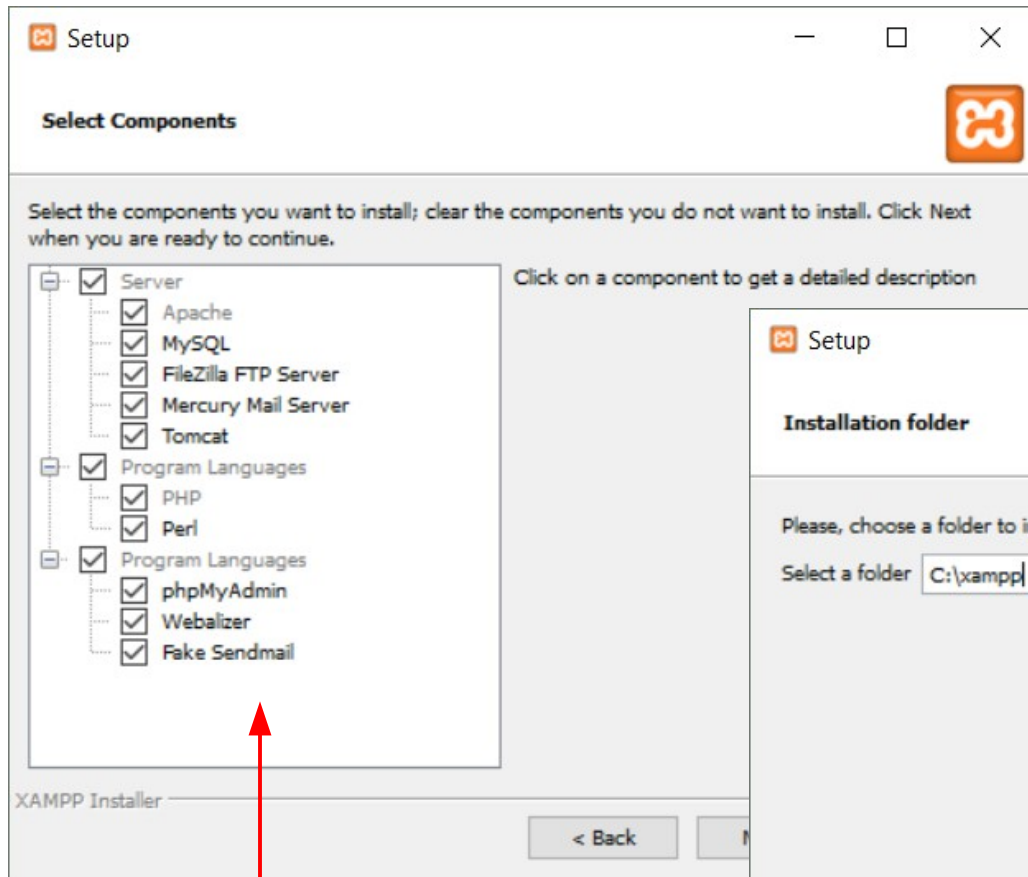 Setup
Select Components
Select the components you want to install; clear the components you do not want to install. Click Next
when you are ready to continue.
Server
Apache
MySQL
FileZilla FTP Server
Mercury Mail Server
Tomcat
Program Languages
PHP
Perl
Program Languages
phpMyAdmin
Webalizer
Fake Sendmail
Click on a component to get a detailed description
XAMPP Installer
< Back
Setup
Installation folder
Please, choose a folder to
Select a folder C:\xampp